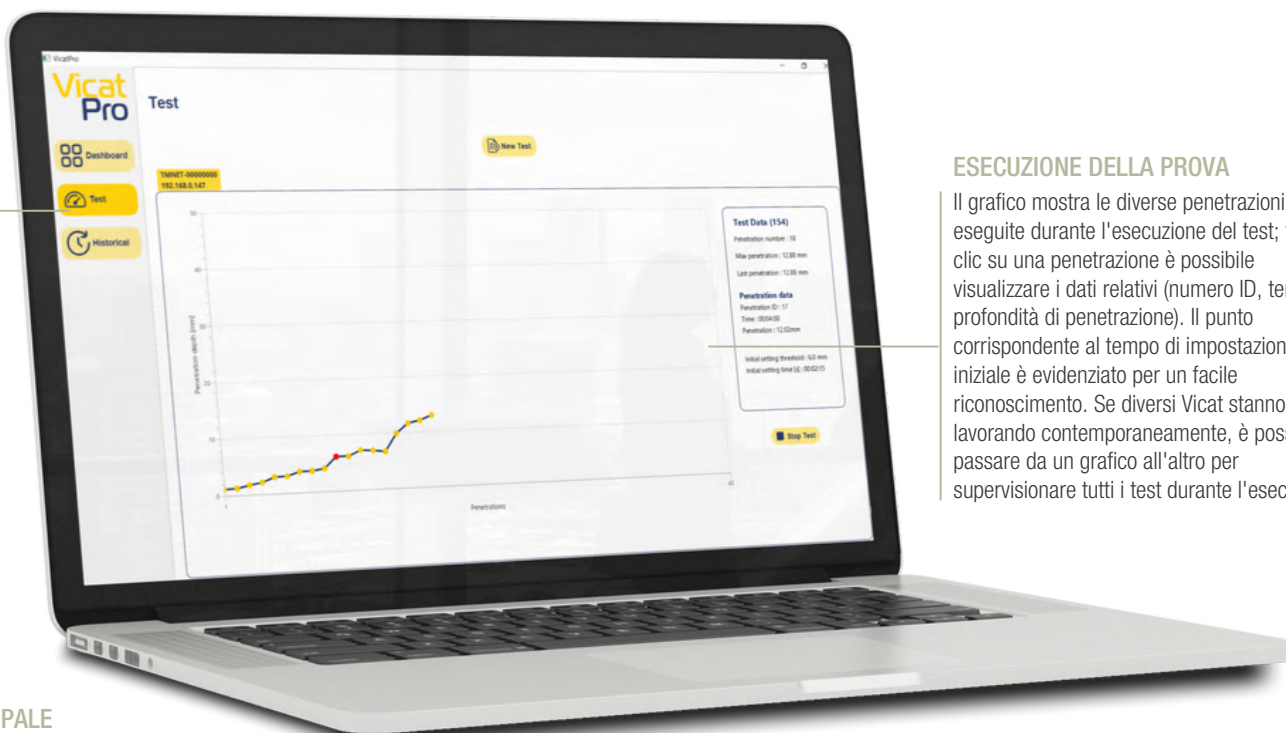 VicatPro
Vicat
Pro
Test
New Test
Dashboard
Test
Historical
TMNET-00000000
192.168.0.147
50
40
30
20
10
0
Penetration depth [mm]
1
40
Penetrations
Test Data (154)
Penetration number : 18
Max penetration : 12.88 mm
Last penetration : 12.88 mm
Penetration data
Penetration ID : 17
Time : 00:04:00
Penetration : 12.02mm
Initial setting threshold : 6.0 mm
Initial setting time [s] : 00:02:15
Stop Test
ESECUZIONE DELLA PROVA
Il grafico mostra le diverse penetrazioni
eseguite durante l'esecuzione del test;
clic su una penetrazione è possibile
visualizzare i dati relativi (numero ID,
profondità di penetrazione). Il punto
corrispondente al tempo di
iniziale è evidenziato per un facile
riconoscimento. Se diversi Vicat stanno
lavorando contemporaneamente, è
passare da un grafico all'altro per
supervisionare tutti i test durante
PALE